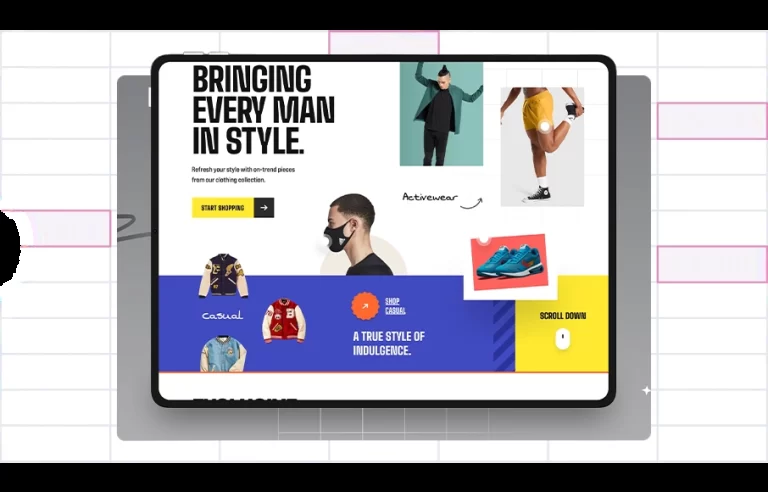 BRINGING
EVERY MAN
IN STYLE.
Refresh your style with on-trend pieces
from our clothing collection.
START SHOPPING
Activewear
Casual
SHOP
CASUAL
A TRUE STYLE OF
INDULGENCE.
SCROLL DOWN